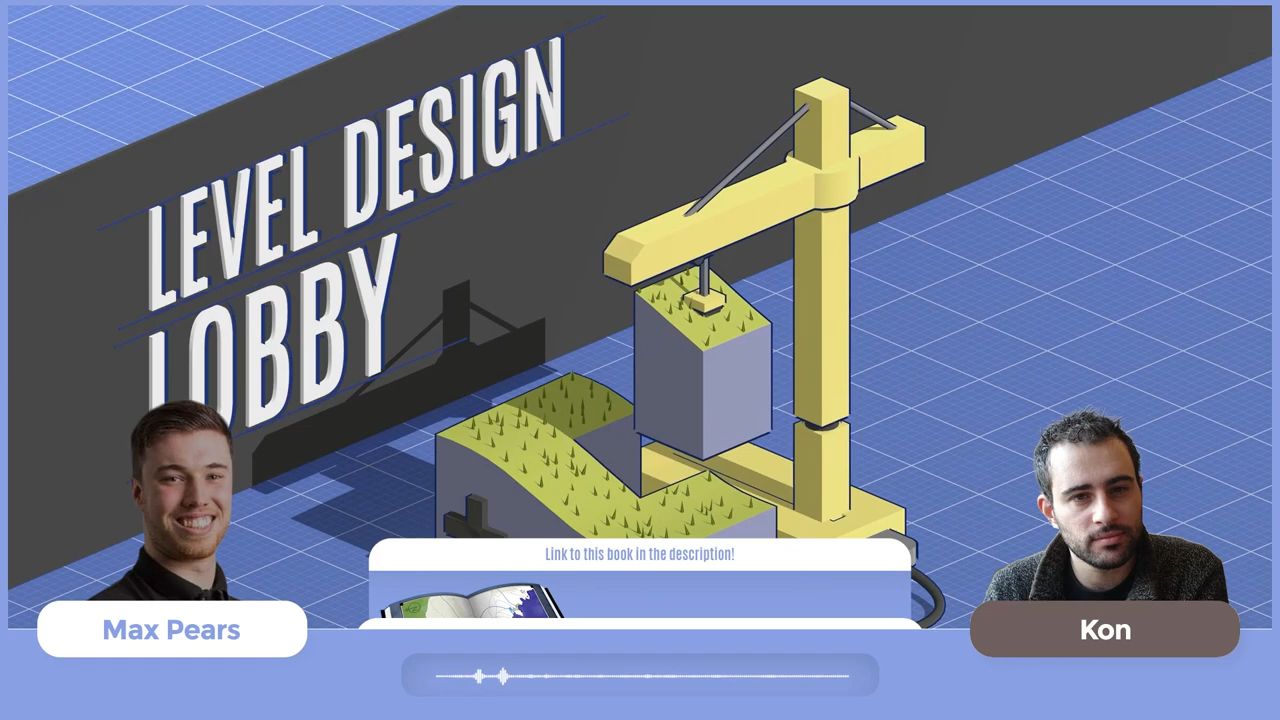 LEVEL DESIGN
LOBBY
Link to this book in the description!
Max Pears
Kon